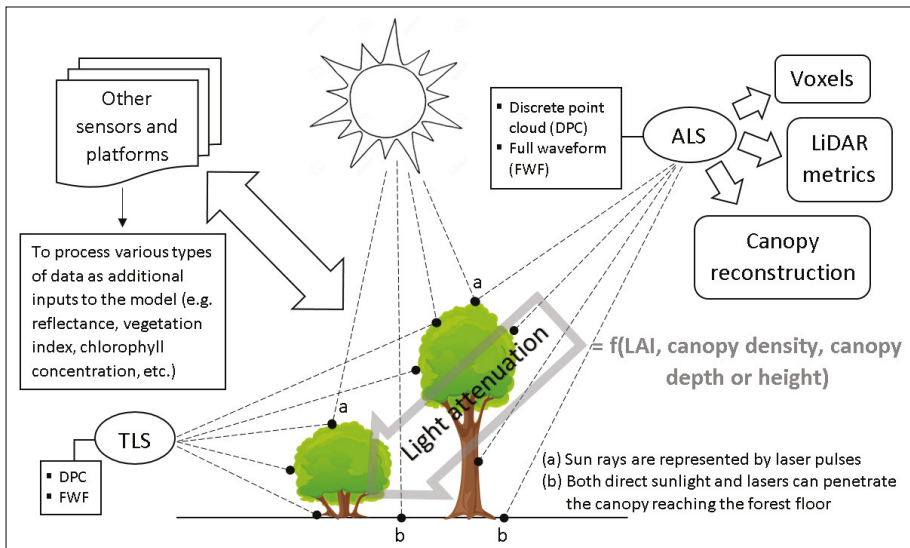 Other
sensors and
platforms
To process various types
of data as additional
inputs to the model (e.g.
reflectance, vegetation
index, chlorophyll
concentration, etc.)
TLS
▪ DPC
▪ FWF
▪ Discrete point
cloud (DPC)
▪ Full waveform
(FWF)
ALS
Voxels
LiDAR
metrics
Canopy
reconstruction
a
a
Light attenuation
= f(LAI, canopy density, canopy
depth or height)
b
b
(a) Sun rays are represented by laser pulses
(b) Both direct sunlight and lasers can penetrate
the canopy reaching the forest floor